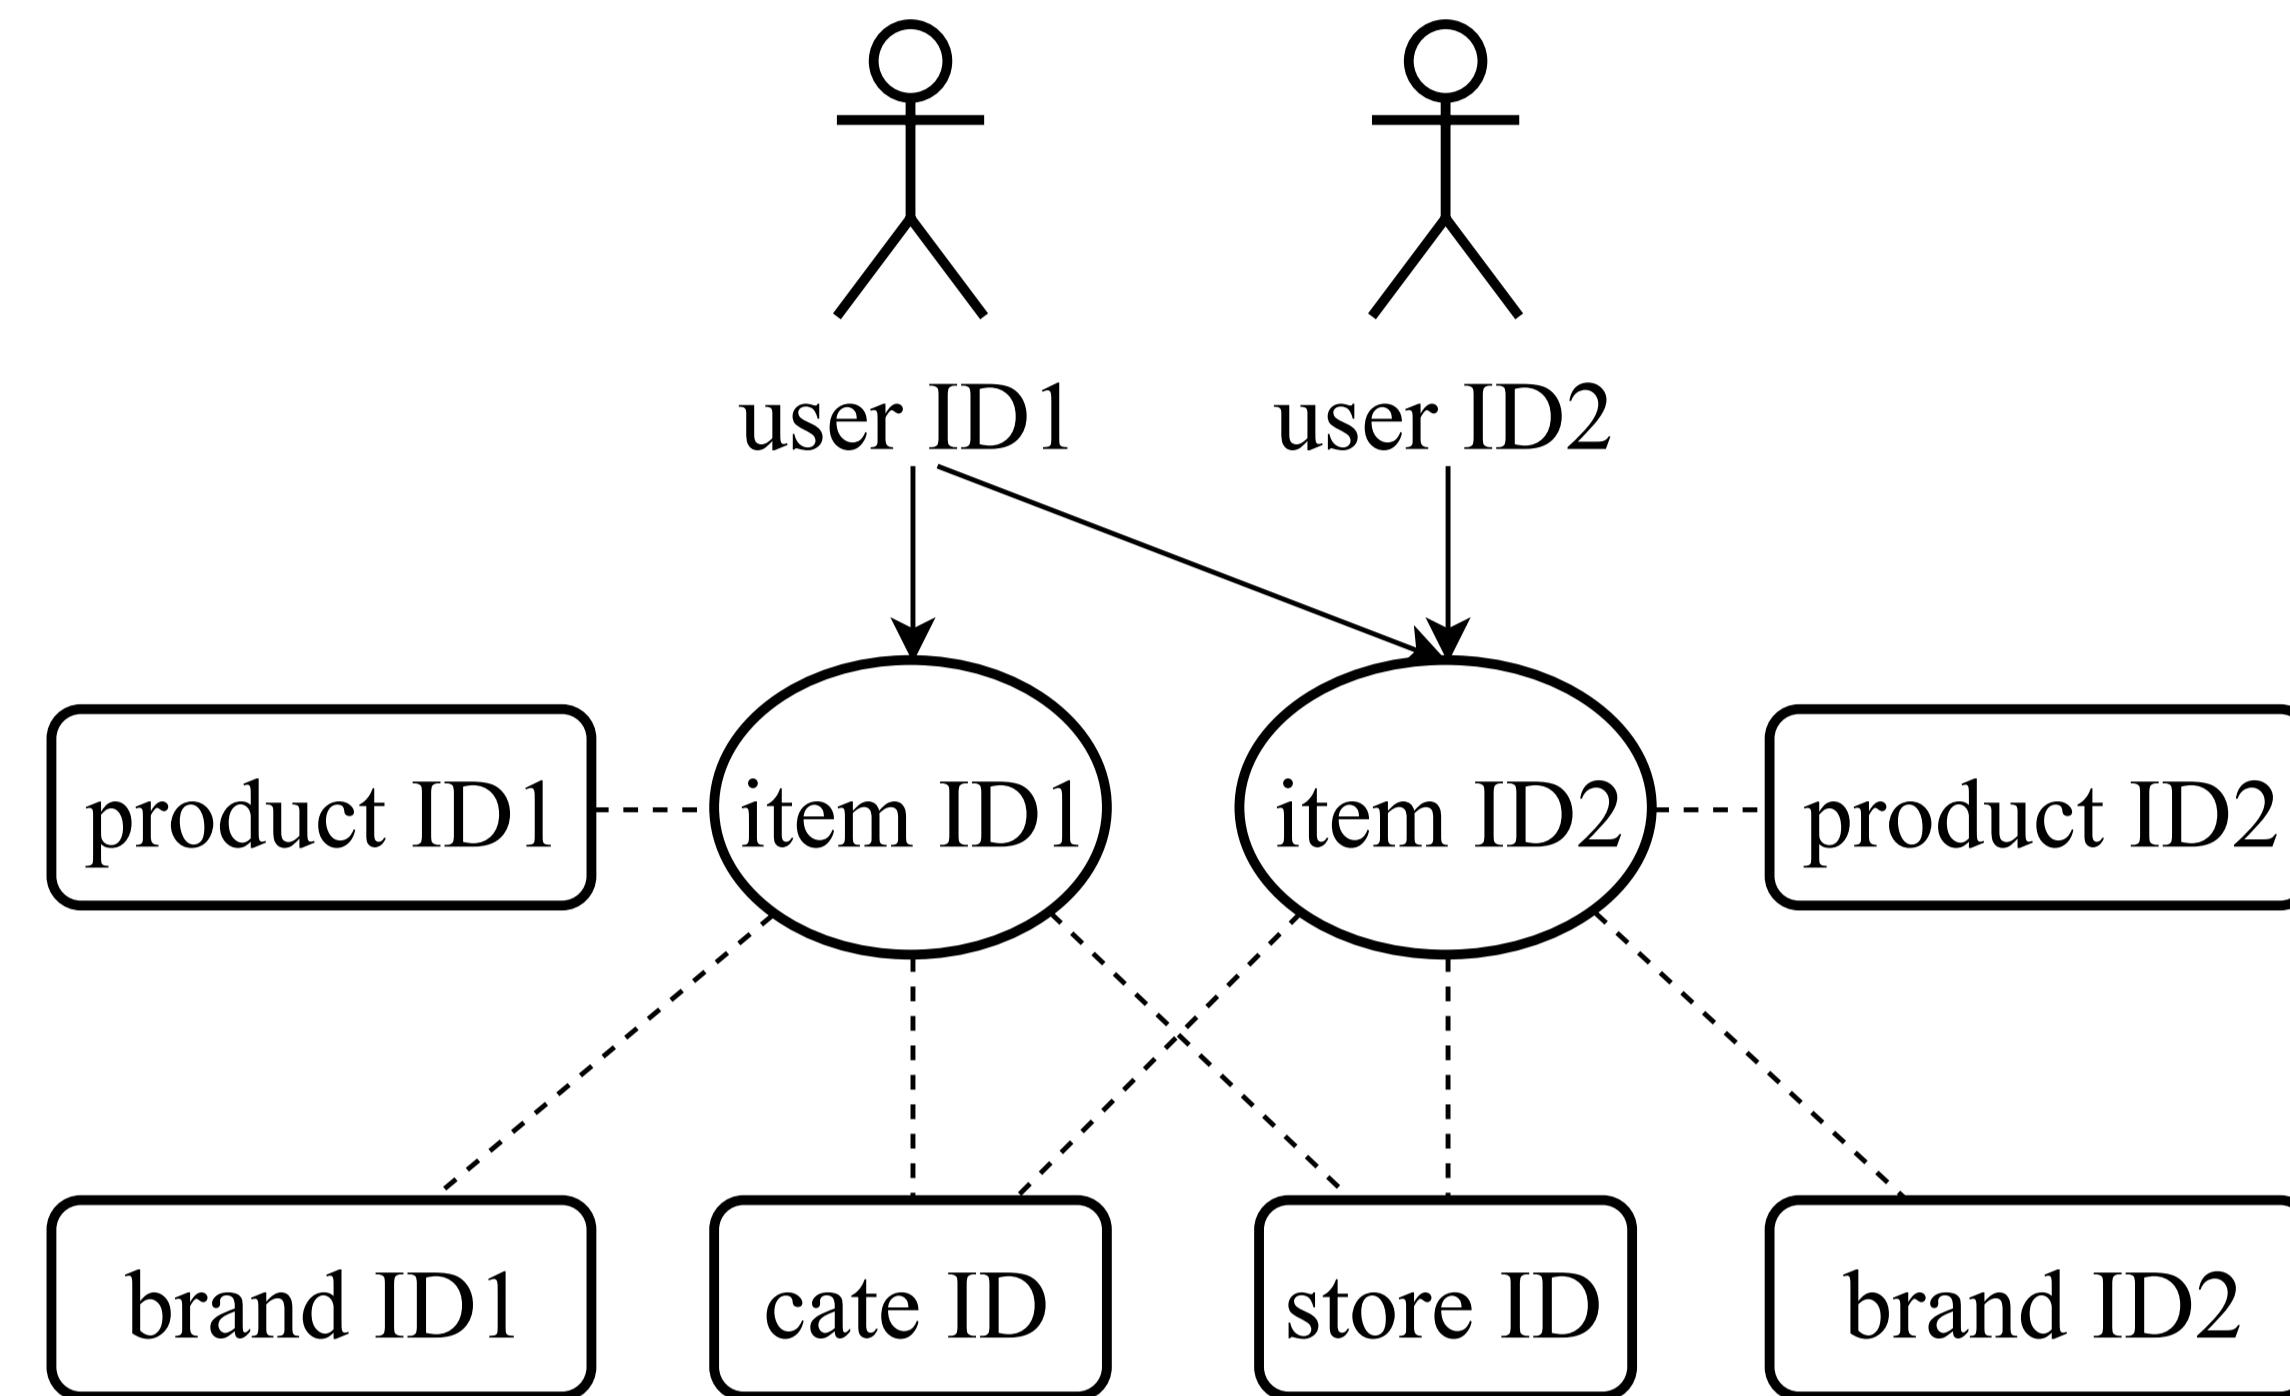 user ID1
user ID2
product ID1
item ID1
item ID2
product ID2
brand ID1
cate ID
store ID
brand ID2